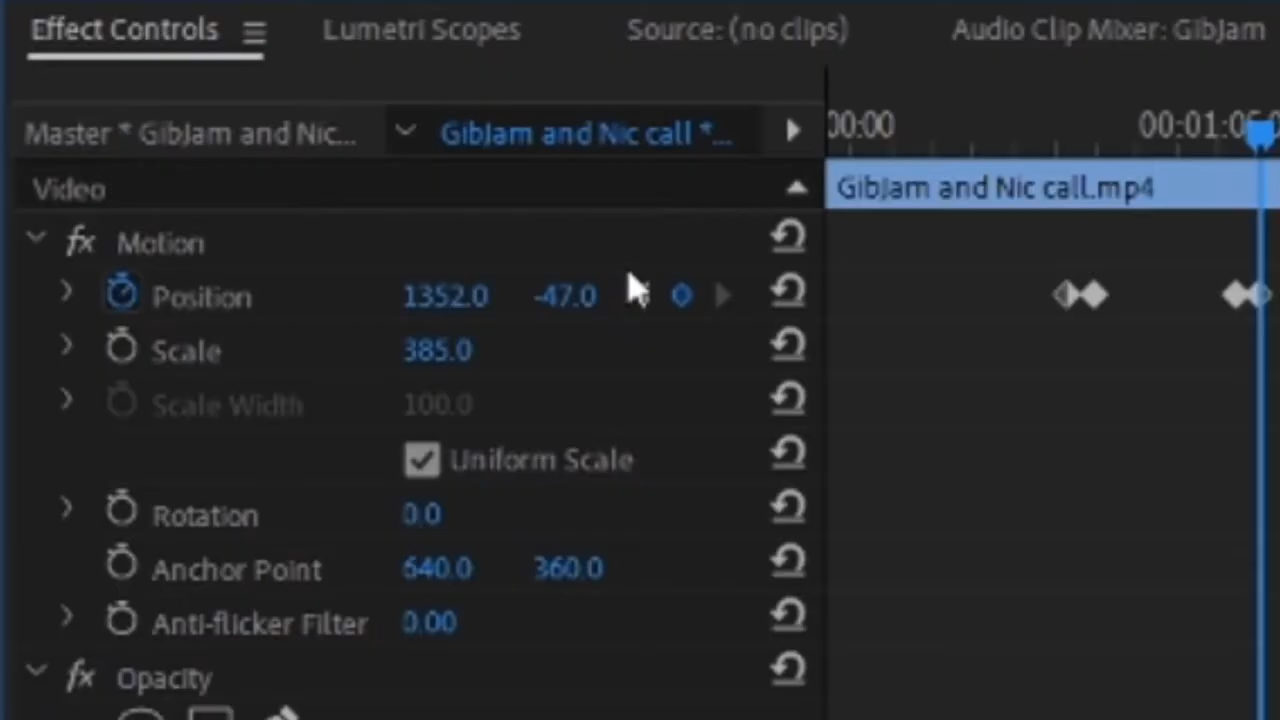 Effect Controls Lumetri Scopes Source: (no clips) Audio Clip Mixer: GibJam
Master * GibJam and Nic... GibJam and Nic call *... 00:00
Video GibJam and Nic call.mp4
fx Motion
Position 1352.0 -47.0
Scale 385.0
Scale Width 100.0
Uniform Scale
Rotation 0.0
Anchor Point 640.0 360.0
Anti-flicker Filter 0.00
fx Opacity